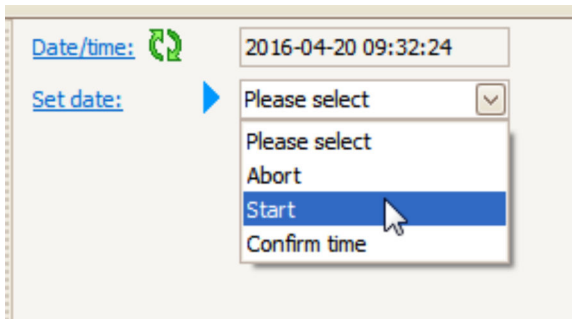 Date/time: 2016-04-20 09:32:24
Set date: Please select
Please select
Abort
Start
Confirm time